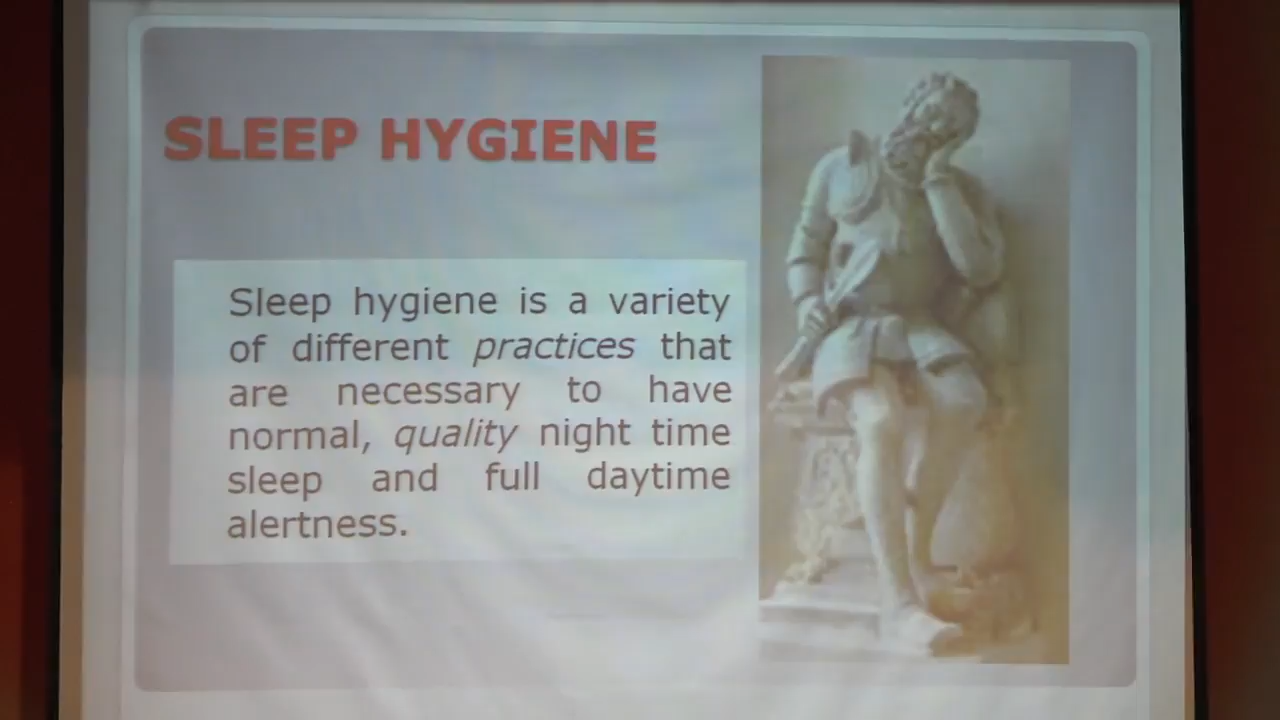 SLEEP HYGIENE
Sleep hygiene is a variety
of different practices that
are necessary to have
normal, quality night time
sleep and full daytime
alertness.